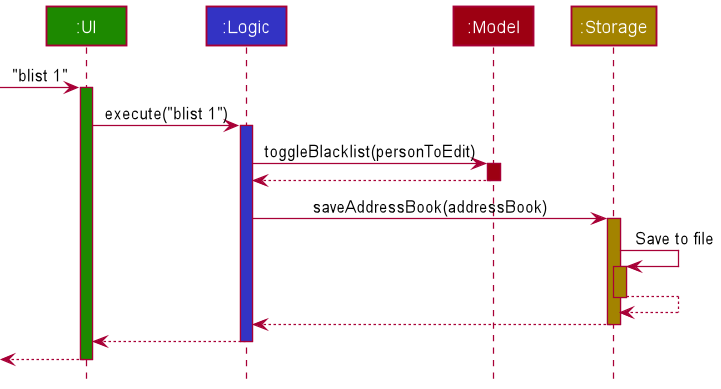 :UI
:Logic
:Model
:Storage
"blist 1"
execute("blist 1")
toggleBlacklist(personToEdit)
saveAddressBook(addressBook)
Save to file